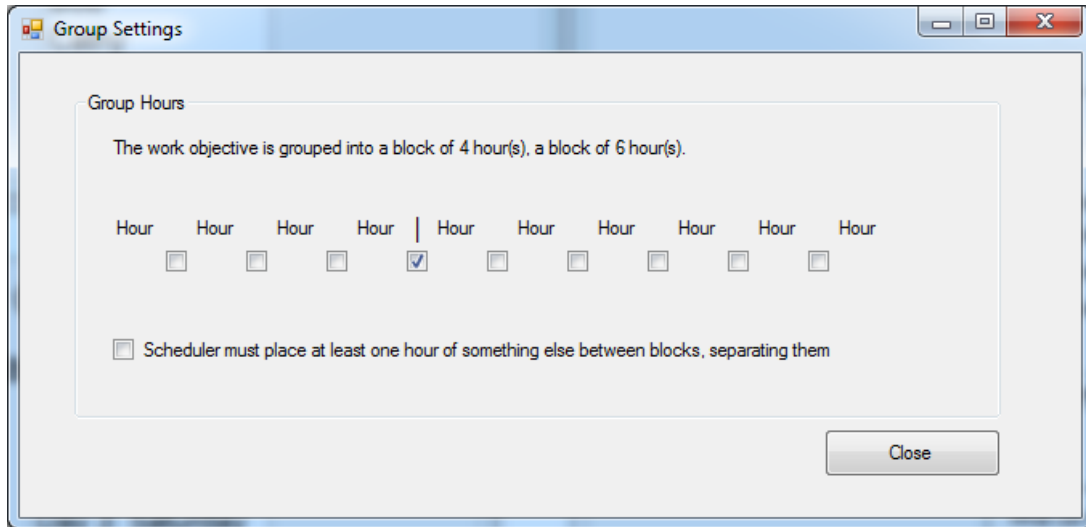 Group Settings
Group Hours
The work objective is grouped into a block of 4 hour(s), a block of 6 hour(s).
Hour Hour Hour Hour | Hour Hour Hour Hour Hour Hour
Scheduler must place at least one hour of something else between blocks, separating them
Close